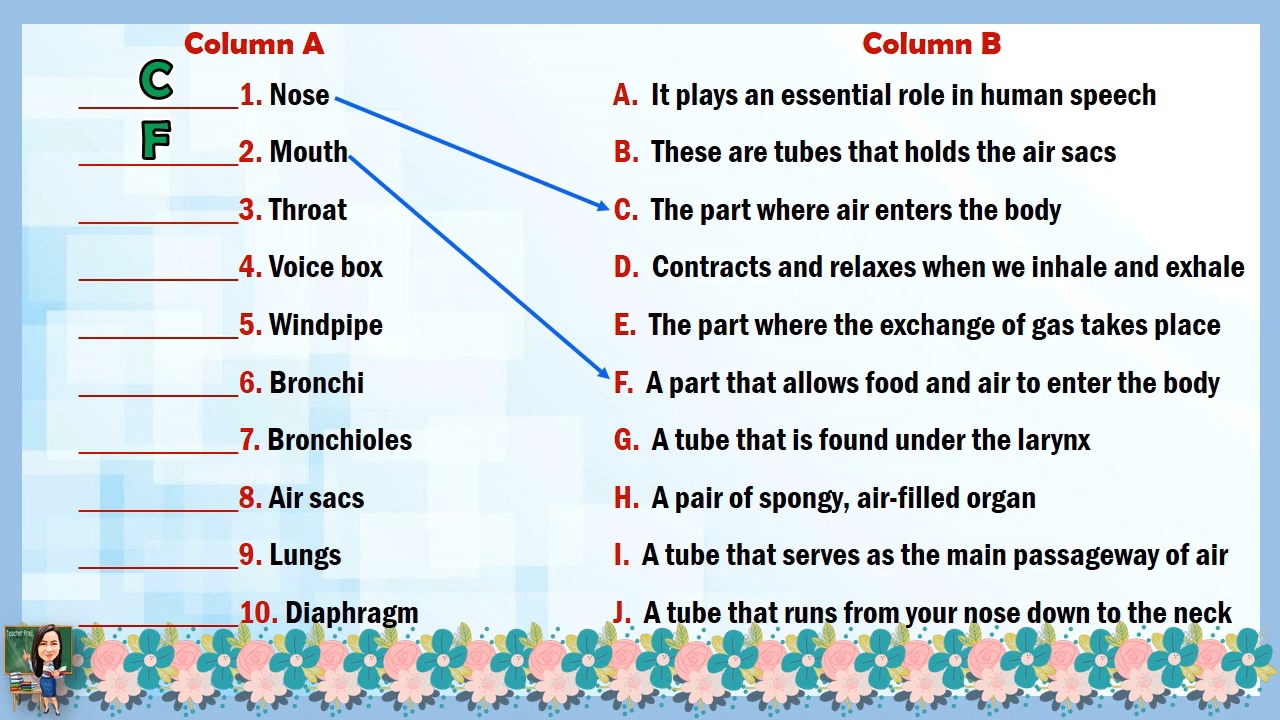 Column A
Column B
C
1. Nose
A. It plays an essential role in human speech
F
2. Mouth
B. These are tubes that holds the air sacs
3. Throat
C. The part where air enters the body
4. Voice box
D. Contracts and relaxes when we inhale and exhale
5. Windpipe
E. The part where the exchange of gas takes place
6. Bronchi
F. A part that allows food and air to enter the body
7. Bronchioles
G. A tube that is found under the larynx
8. Air sacs
H. A pair of spongy, air-filled organ
9. Lungs
I. A tube that serves as the main passageway of air
10. Diaphragm
J. A tube that runs from your nose down to the neck
Teacher